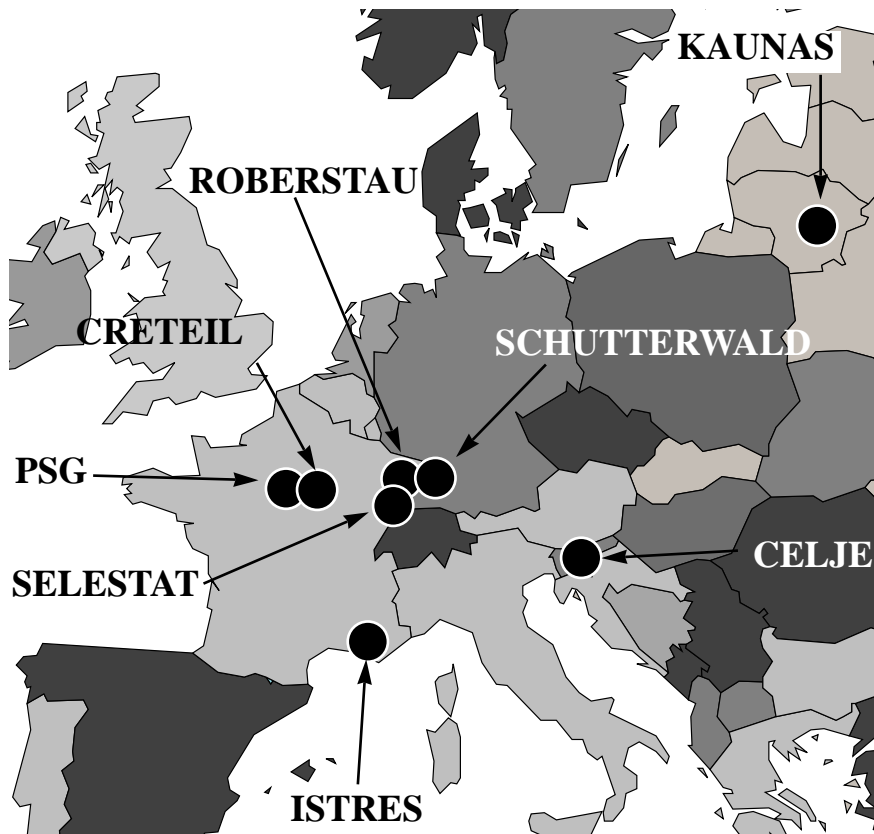 KAUNAS
ROBERSTAU
CRETEIL
SCHUTTERWALD
PSG
CELJE
SELESTAT
ISTRES